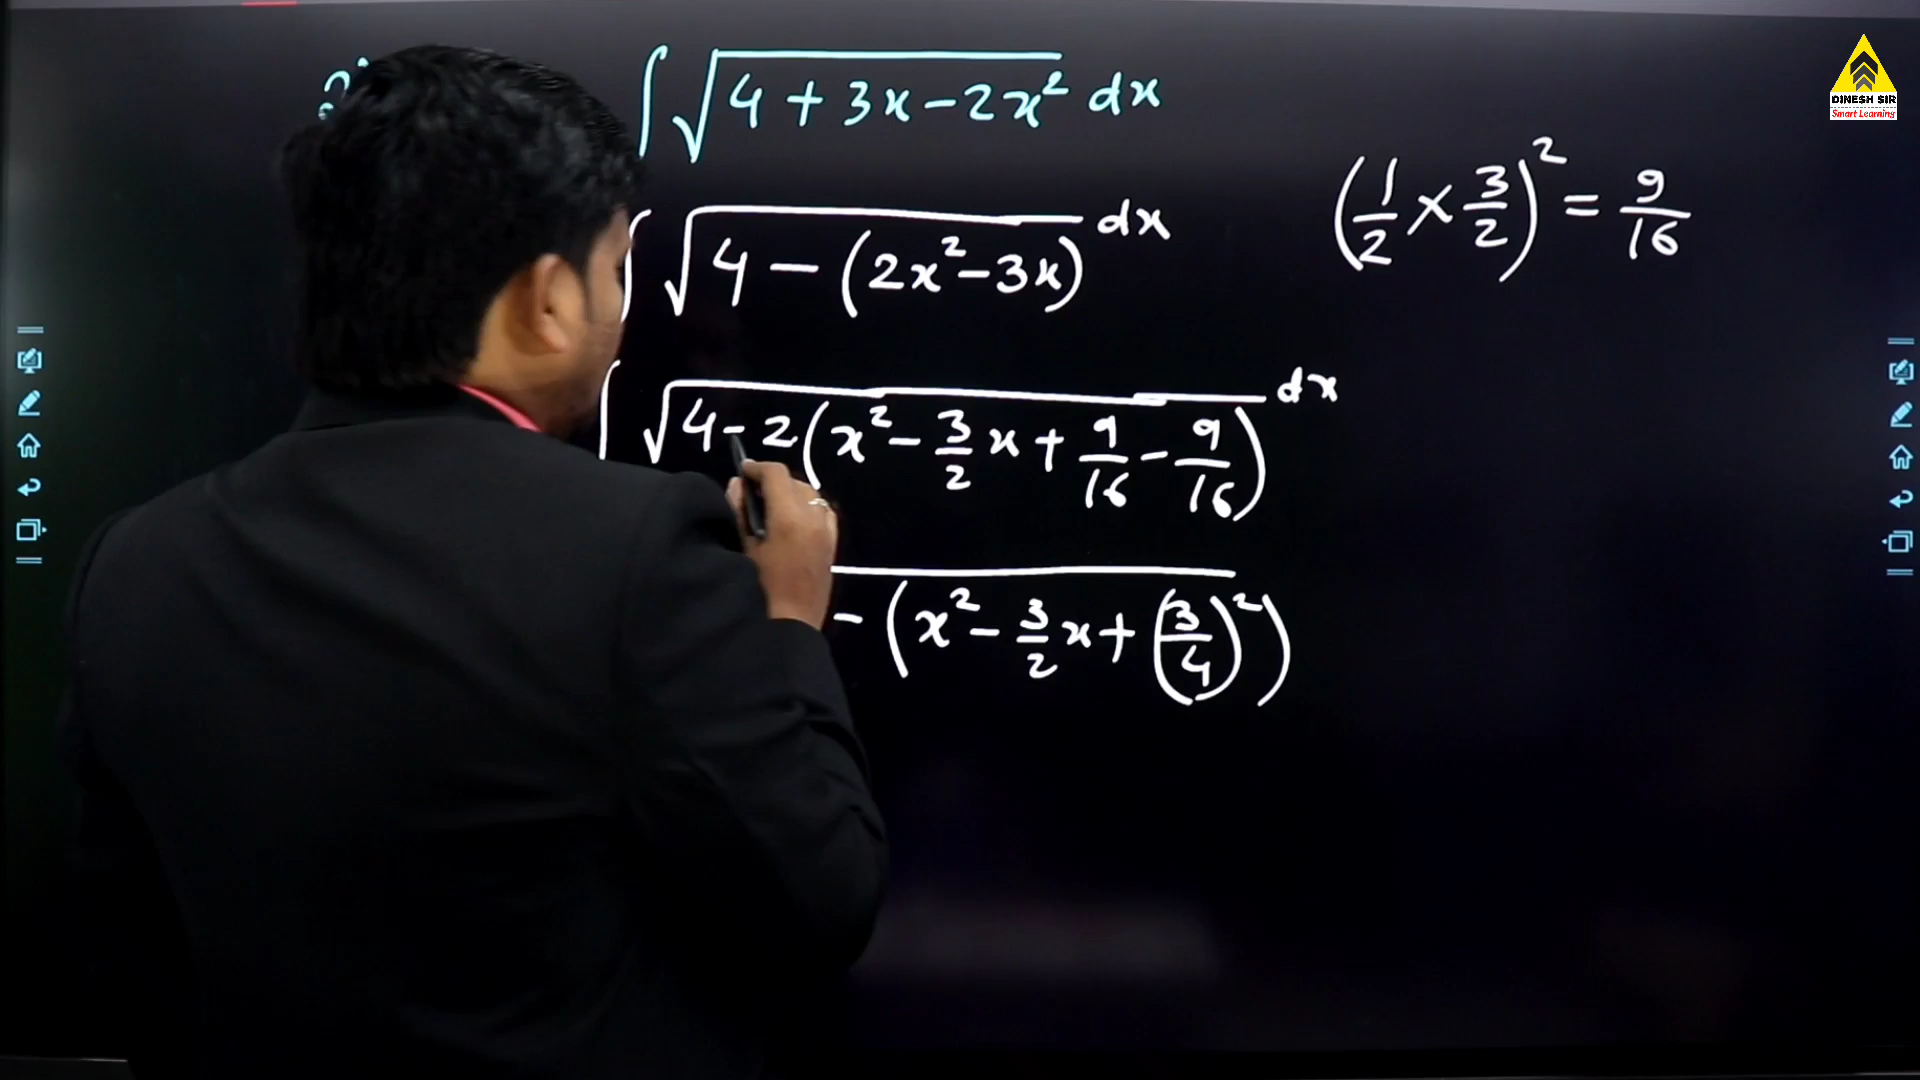 ∫ √(4 + 3x - 2x²) dx
(1/2 × 3/2)² = 9/16
∫ √(4 - (2x² - 3x)) dx
∫ √(4 - 2(x² - 3/2 x + 9/16 - 9/16)) dx
- (x² - 3/2 x + (3/4)²)
DINESH SIR
Smart Learning